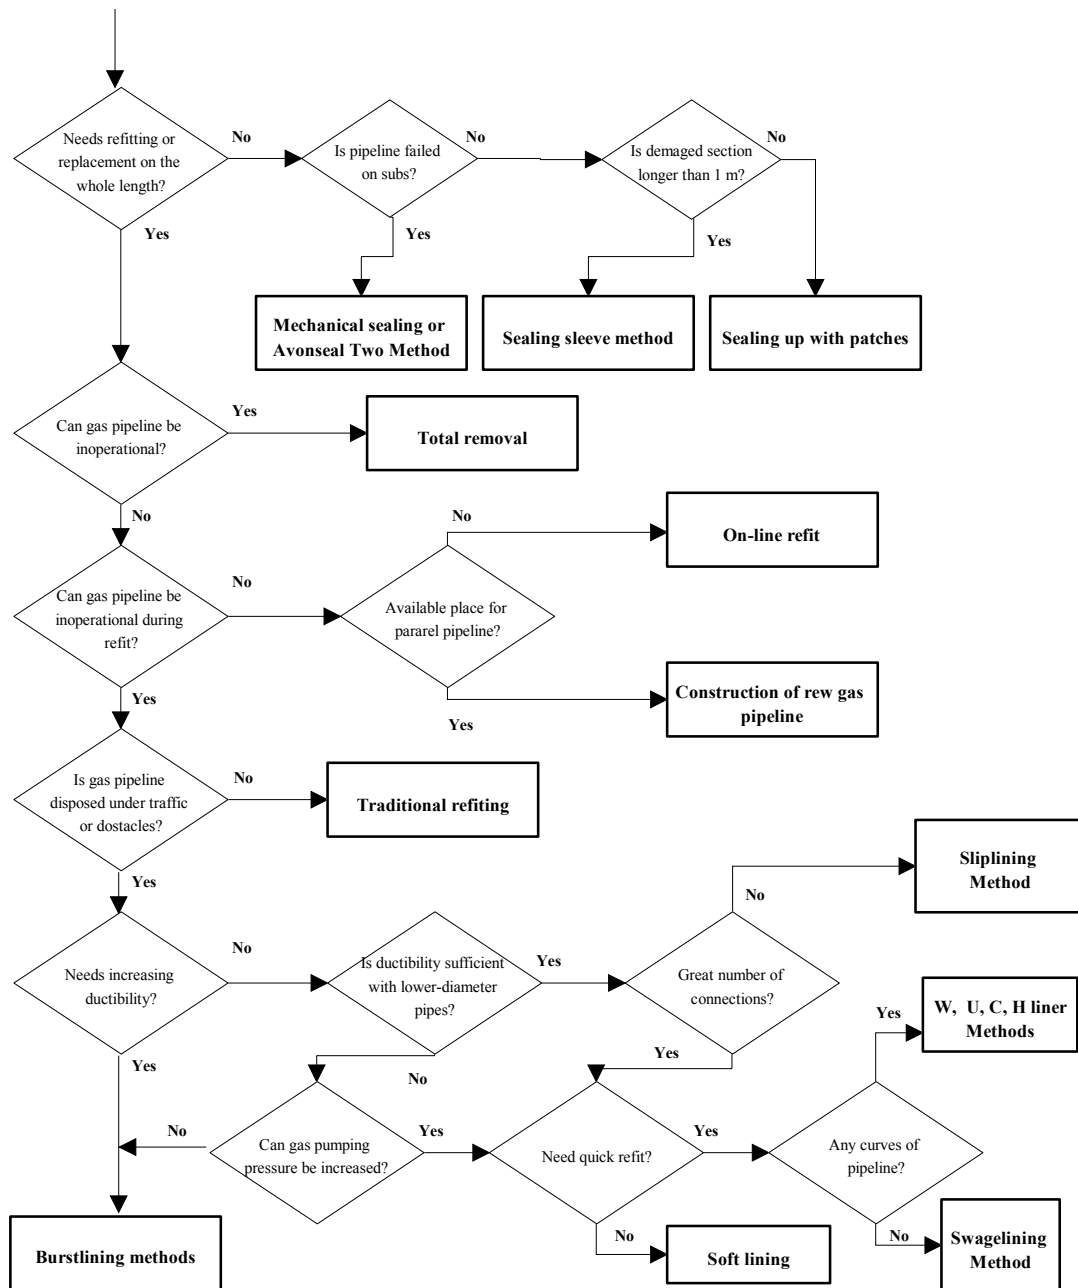 Needs refitting or
replacement on the
whole length?
No
Is pipeline failed
on subs?
No
Is demaged section
longer than 1 m?
No
Yes
Yes
Yes
Mechanical sealing or
Avonseal Two Method
Sealing sleeve method
Sealing up with patches
Can gas pipeline be
inoperational?
Yes
Total removal
No
Can gas pipeline be
inoperational during
refit?
No
Available place for
pararel pipeline?
No
On-line refit
Yes
Construction of rew gas
pipeline
Yes
Is gas pipeline
disposed under traffic
or dostacles?
No
Traditional refiting
Yes
Needs increasing
ductibility?
No
Is ductibility sufficient
with lower-diameter
pipes?
Yes
Great number of
connections?
No
Sliplining
Method
Yes
No
Yes
Can gas pumping
pressure be increased?
No
Yes
Need quick refit?
Yes
Any curves of
pipeline?
Yes
W, U, C, H liner
Methods
No
Swagelining
Method
No
Soft lining
Burstlining methods